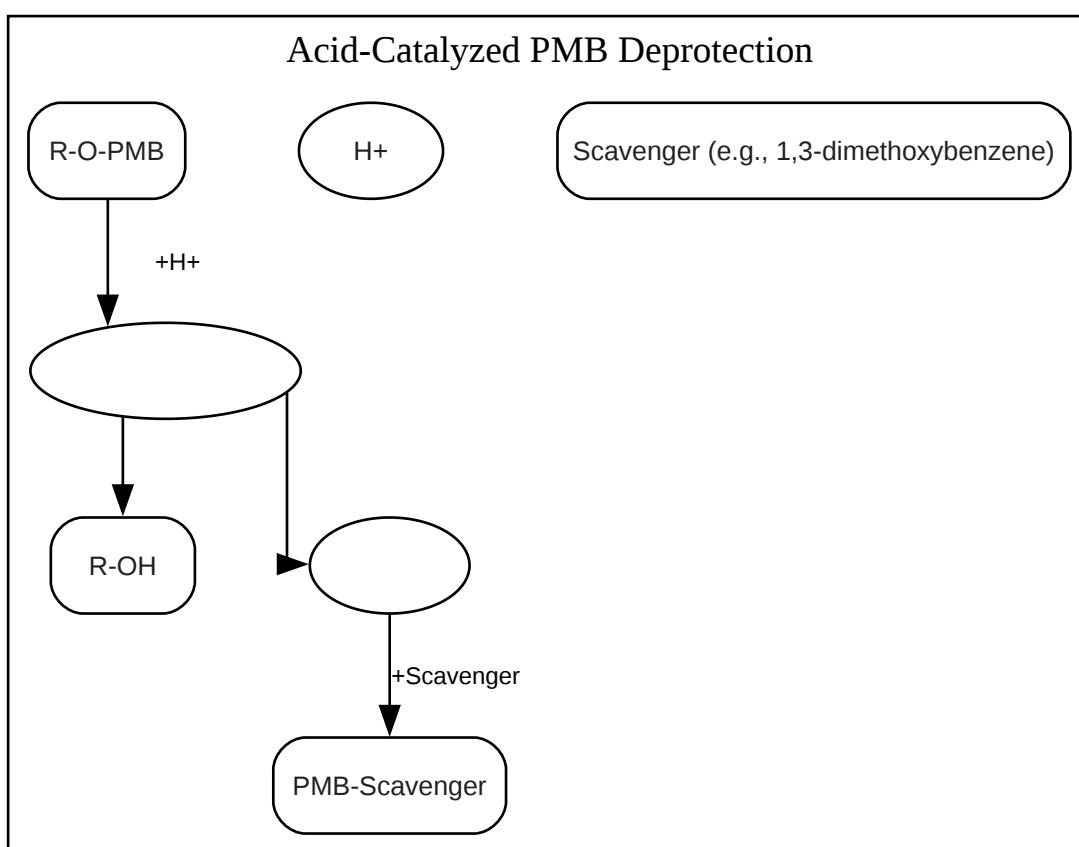 Acid-Catalyzed PMB Deprotection
R-O-PMB
H+
Scavenger (e.g., 1,3-dimethoxybenzene)
+H+
R-OH
+Scavenger
PMB-Scavenger